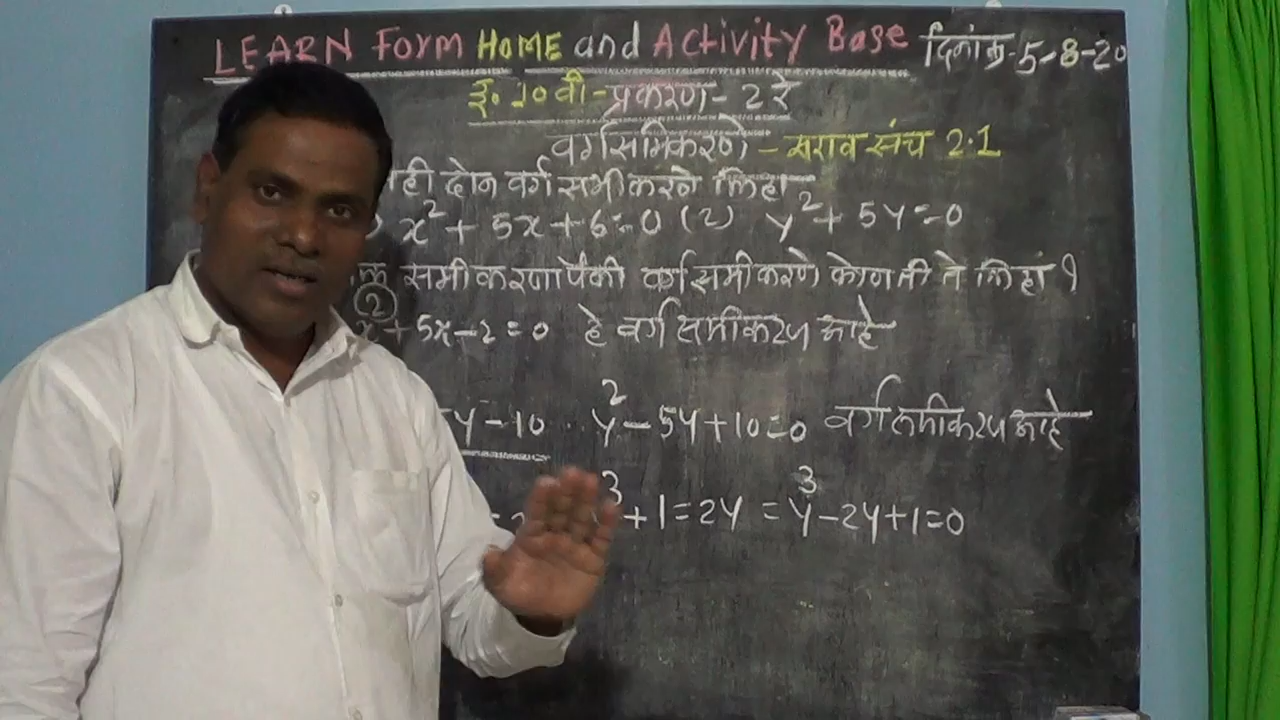 LEARN Form HOME and Activity Base दिनांक-5-8-20
इ. 10 वी - प्रकरण - 2 रे
वर्गसमिकरणे - सराव संच 2.1
ही दोन वर्गसमीकरणे लिहा
) x² + 5x + 6 = 0 (2) y² + 5y = 0
समीकरणापैकी वर्गसमीकरणे कोणती ते लिहा ?
x² + 5x - 2 = 0 हे वर्गसमीकरण आहे
y - 10 y² - 5y + 10 = 0 वर्गसमीकरण आहे
³ + 1 = 2y = y³ - 2y + 1 = 0